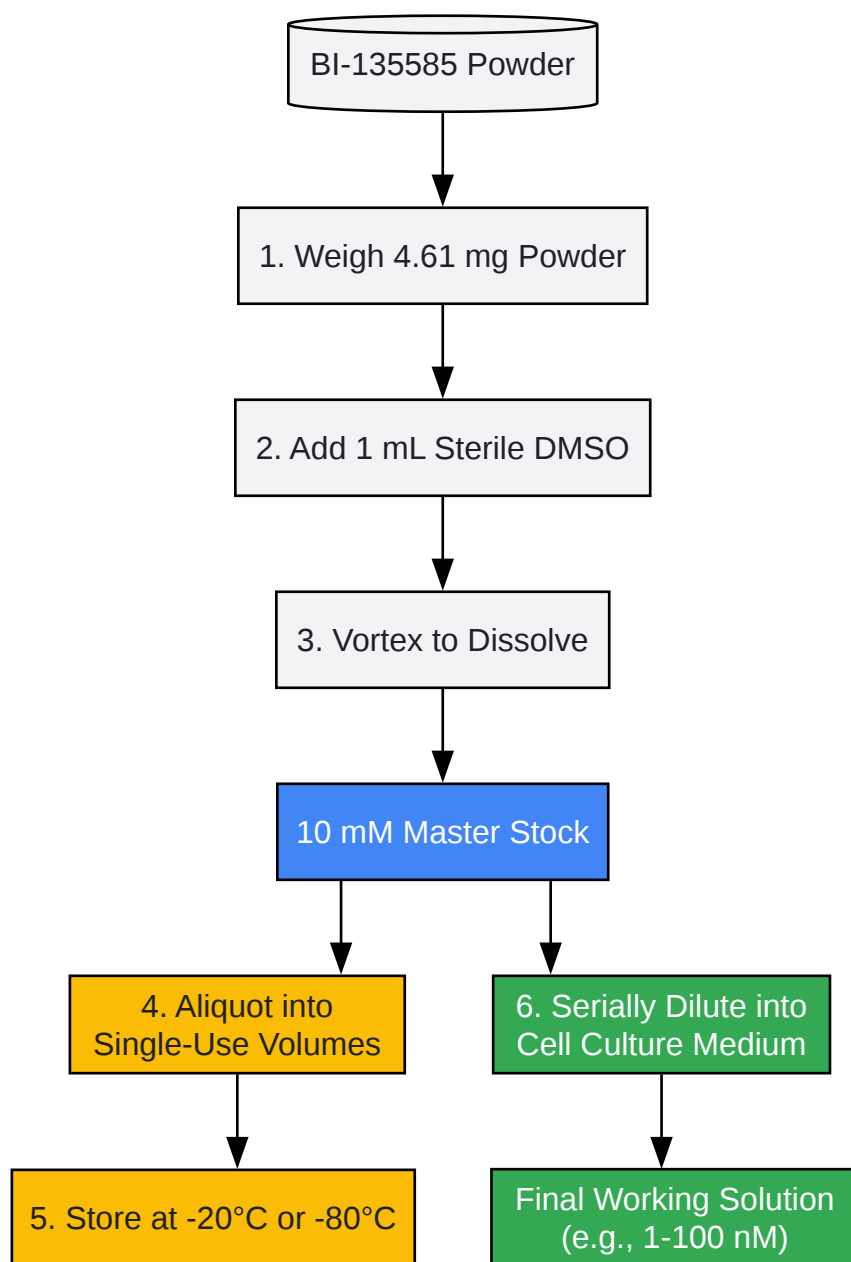 BI-135585 Powder
1. Weigh 4.61 mg Powder
2. Add 1 mL Sterile DMSO
3. Vortex to Dissolve
10 mM Master Stock
4. Aliquot into
Single-Use Volumes
6. Serially Dilute into
Cell Culture Medium
5. Store at -20°C or -80°C
Final Working Solution
(e.g., 1-100 nM)